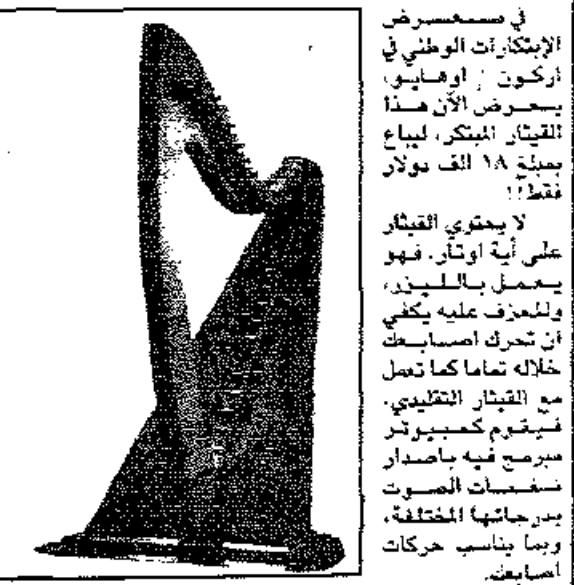 في معرض
الإبتكارات الوطني في
اركون / اوهايو،
يعرض الآن هذا
القيثار المبتكر، ليباع
بمبلغ ١٨ الف دولار
فقط!!
لا يحتوي القيثار
على أية اوتار. فهو
يعمل بالليزر،
وللعزف عليه يكفي
ان تحرك اصابعك
خلاله تماما كما تعمل
مع القيثار التقليدي.
فيقوم كمبيوتر
مبرمج فيه باصدار
نغمات الصوت
بدرجاتها المختلفة،
وبما يناسب حركات
اصابعك.